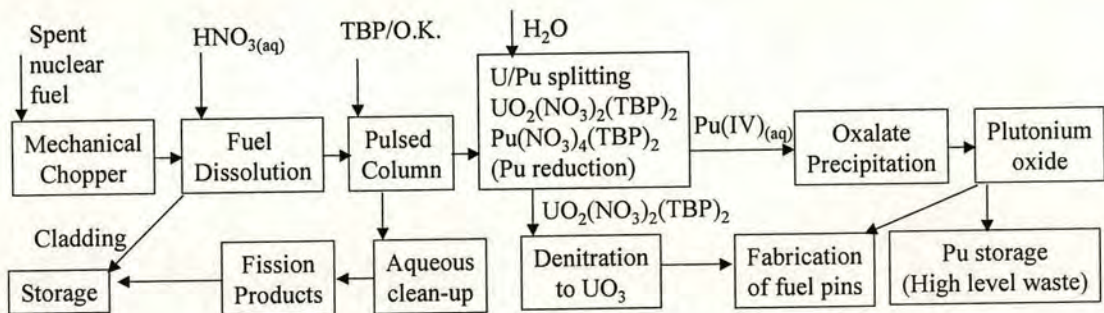 Spent
nuclear
fuel
HNO₃₍aq₎
TBP/O.K.
H₂O
Mechanical
Chopper
Fuel
Dissolution
Pulsed
Column
U/Pu splitting
UO₂(NO₃)₂(TBP)₂
Pu(NO₃)₄(TBP)₂
(Pu reduction)
Pu(IV)₍aq₎
Oxalate
Precipitation
Plutonium
oxide
Cladding
UO₂(NO₃)₂(TBP)₂
Storage
Fission
Products
Aqueous
clean-up
Denitration
to UO₃
Fabrication
of fuel pins
Pu storage
(High level waste)